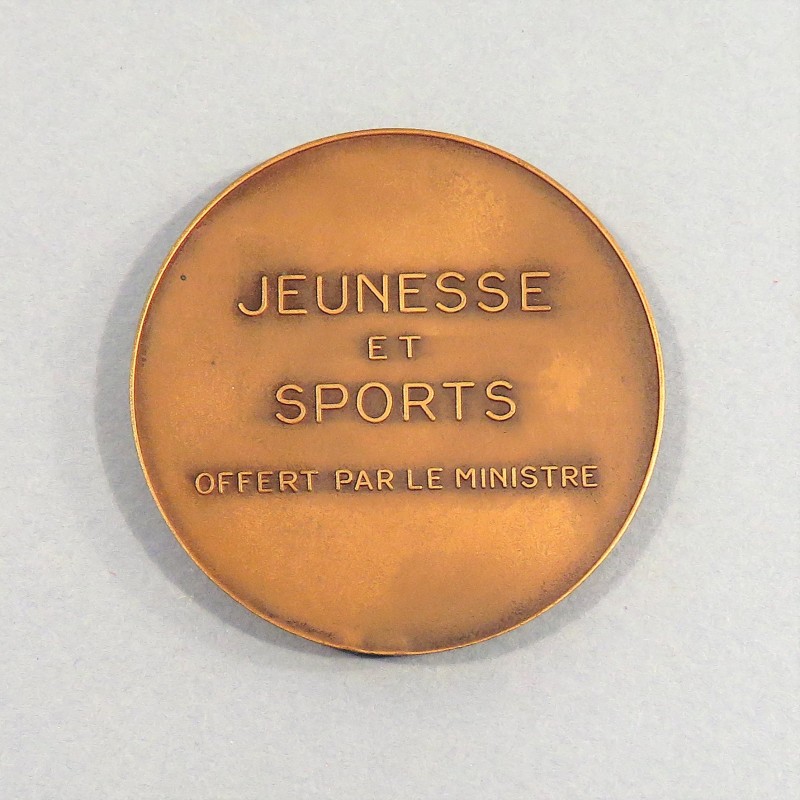 JEUNESSE
ET
SPORTS
OFFERT PAR LE MINISTRE